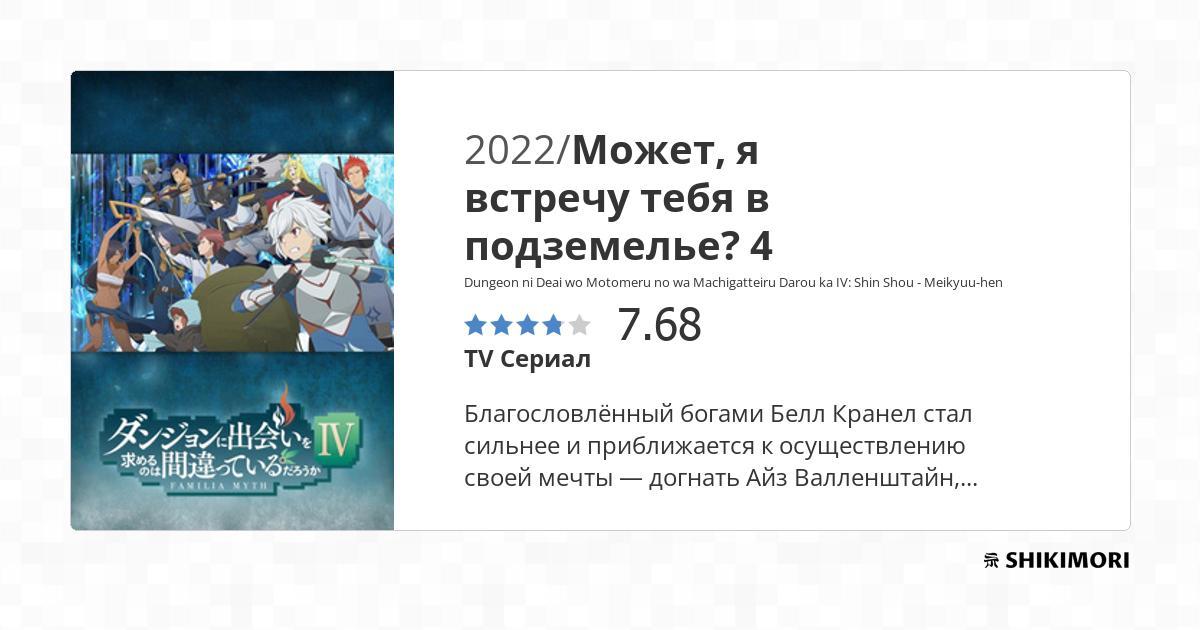 2022/Может, я
встречу тебя в
подземелье? 4
Dungeon ni Deai wo Motomeru no wa Machigatteiru Darou ka IV: Shin Shou - Meikyuu-hen
7.68
TV Сериал
Благословлённый богами Белл Кранел стал
сильнее и приближается к осуществлению
своей мечты — догнать Айз Валленштайн,...
ダンジョンに出会いを
求めるのは間違っているだろうか
IV
FAMILIA MYTH
SHIKIMORI